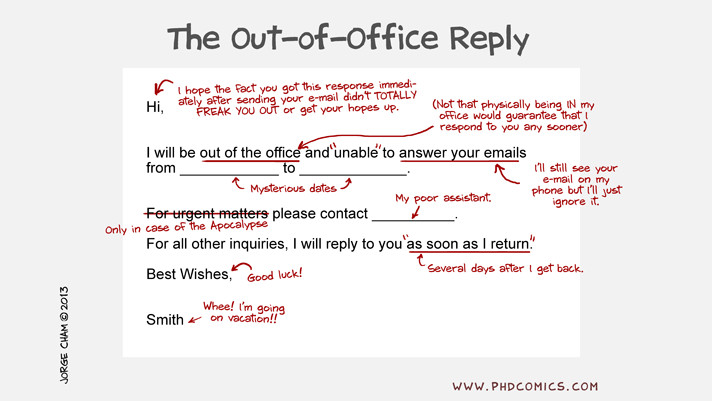 The Out-of-Office Reply
I hope the fact you got this response immedi-
ately after sending your e-mail didn't TOTALLY
FREAK YOU OUT or get your hopes up.
Hi,
(Not that physically being IN my
office would guarantee that I
respond to you any sooner)
I will be out of the office and "unable" to answer your emails
from _____________ to ______________.
Mysterious dates
I'll still see your
e-mail on my
phone but I'll just
ignore it.
My poor assistant.
For urgent matters please contact ___________.
Only in case of the Apocalypse
For all other inquiries, I will reply to you "as soon as I return."
Several days after I get back.
Best Wishes,
Good luck!
Whee! I'm going
on vacation!!
Smith
JORGE CHAM © 2013
WWW.PHDCOMICS.COM